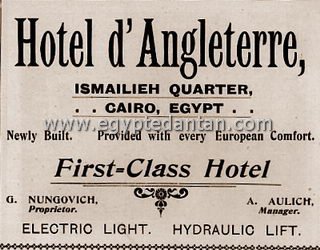 Hotel d'Angleterre,
ISMAILIEH QUARTER,
. . CAIRO, EGYPT . .
www.egyptedantan.com
Newly Built. Provided with every European Comfort.
First-Class Hotel
G. NUNGOVICH, A. AULICH,
Proprietor. Manager.
ELECTRIC LIGHT. HYDRAULIC LIFT.